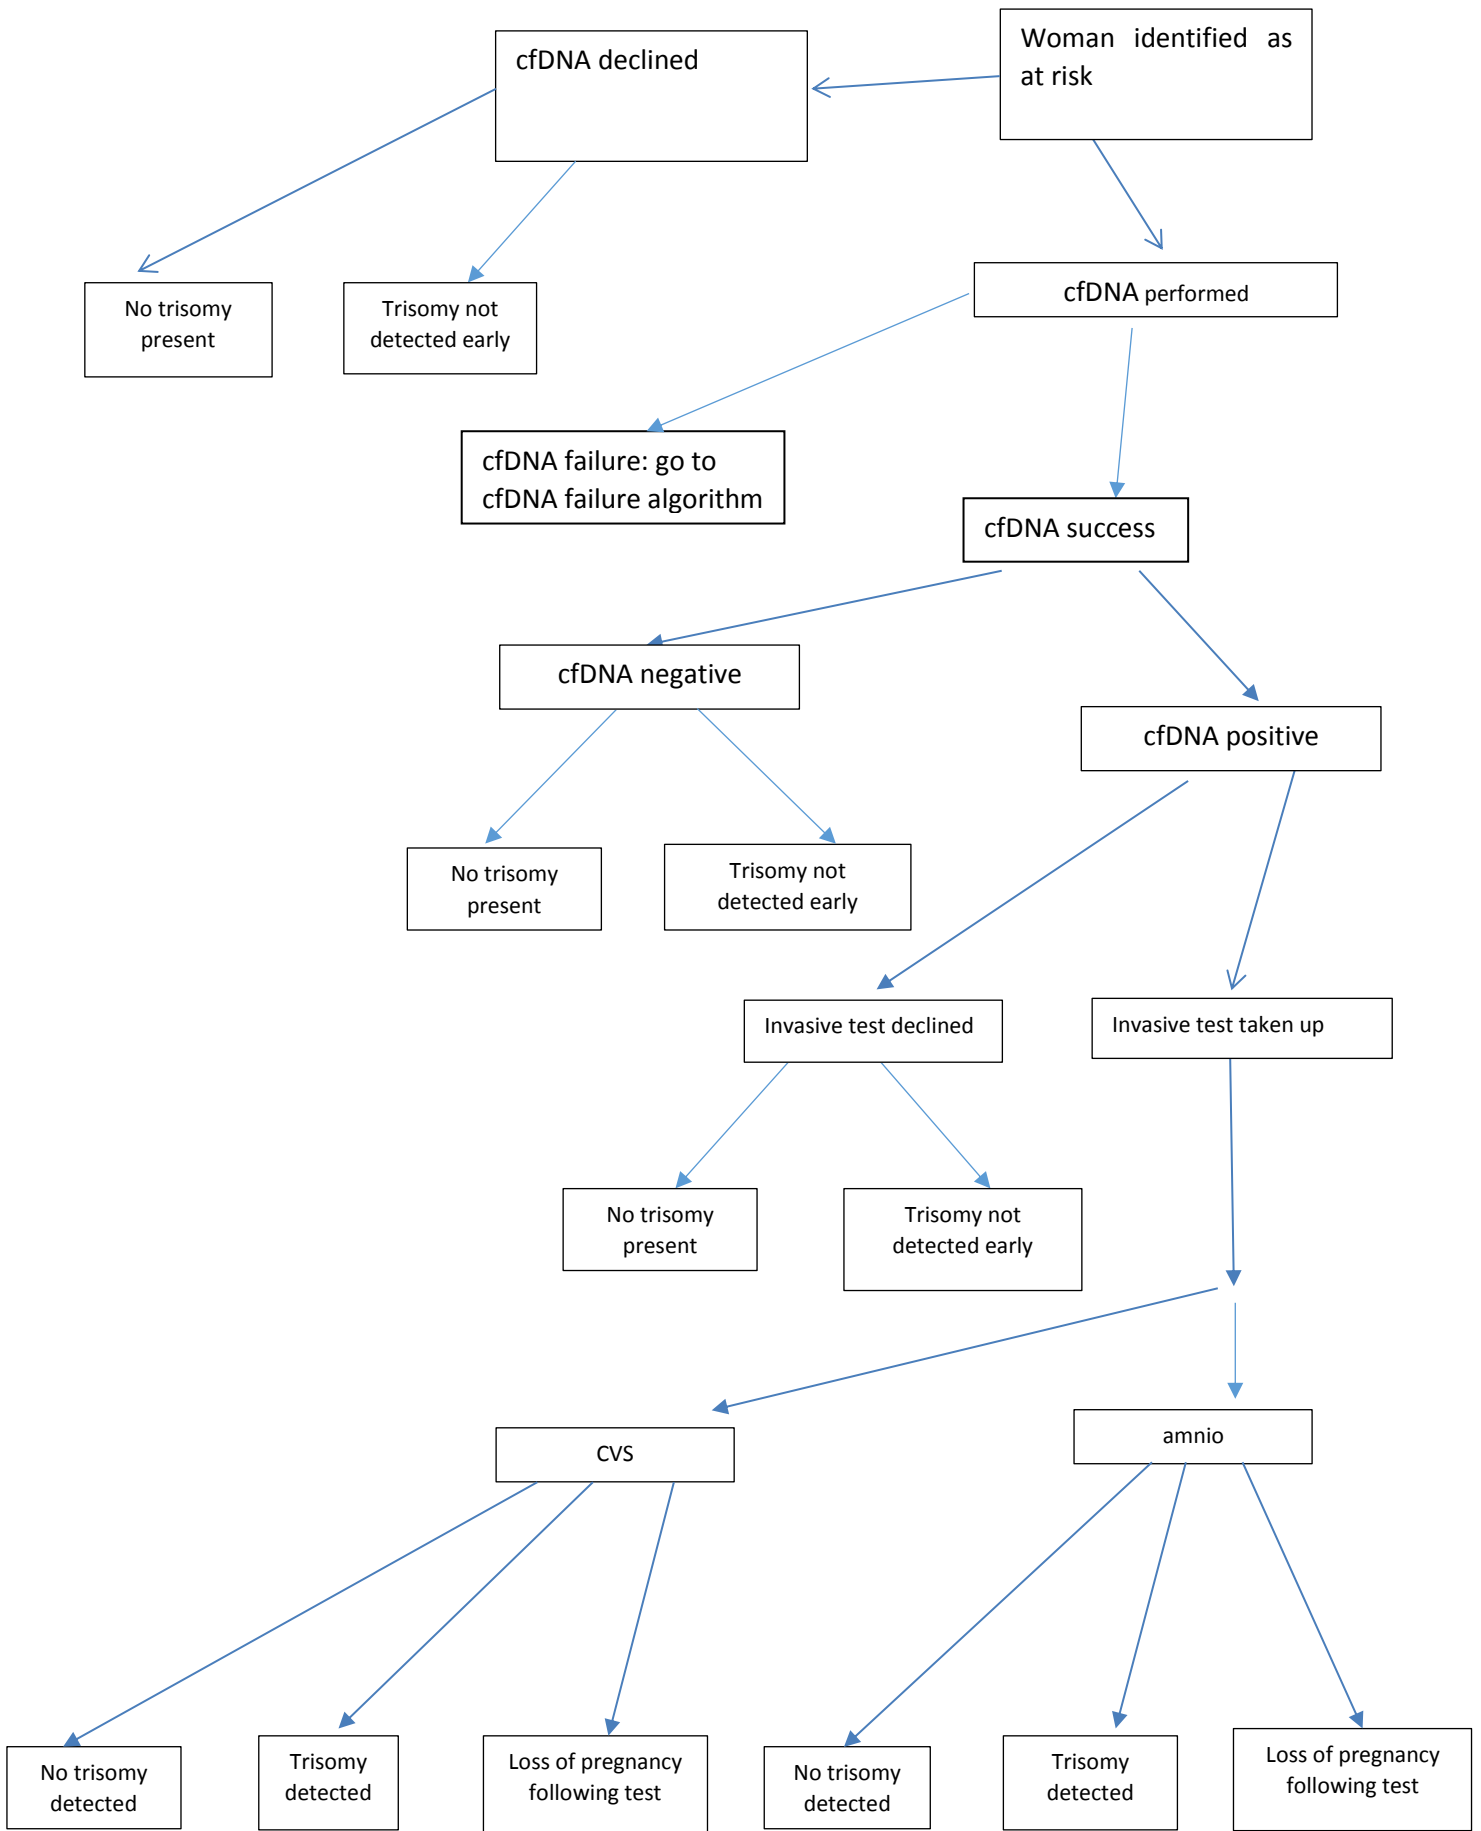 cfDNA declined
Woman identified as
at risk
No trisomy
present
Trisomy not
detected early
cfDNA performed
cfDNA failure: go to
cfDNA failure algorithm
cfDNA success
cfDNA negative
cfDNA positive
No trisomy
present
Trisomy not
detected early
Invasive test declined
Invasive test taken up
No trisomy
present
Trisomy not
detected early
CVS
amnio
No trisomy
detected
Trisomy
detected
Loss of pregnancy
following test
No trisomy
detected
Trisomy
detected
Loss of pregnancy
following test